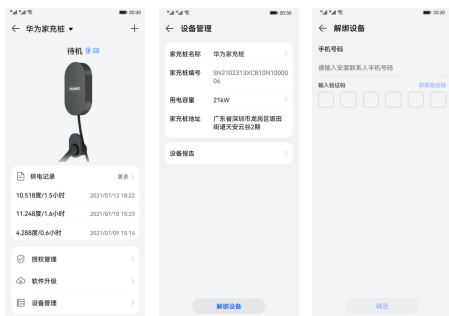 20:30
← 华为家充桩 ▾ +
待机
HUAWEI
供电记录 更多 >
10.518度/1.5小时 2021/07/12 18:22
11.248度/1.6小时 2021/07/10 15:23
4.288度/0.6小时 2021/07/09 15:14
授权管理 >
软件升级 >
设备管理 >
20:30
← 设备管理
家充桩名称 华为家充桩 >
家充桩编号 SN2102313XCB10N10000
06
用电容量 21kW >
家充桩地址 广东省深圳市龙岗区坂田
街道天安云谷2期
设备报告 >
解绑设备
20:30
← 解绑设备
手机号码
请输入安装联系人手机号码
输入验证码 获取验证码
确定